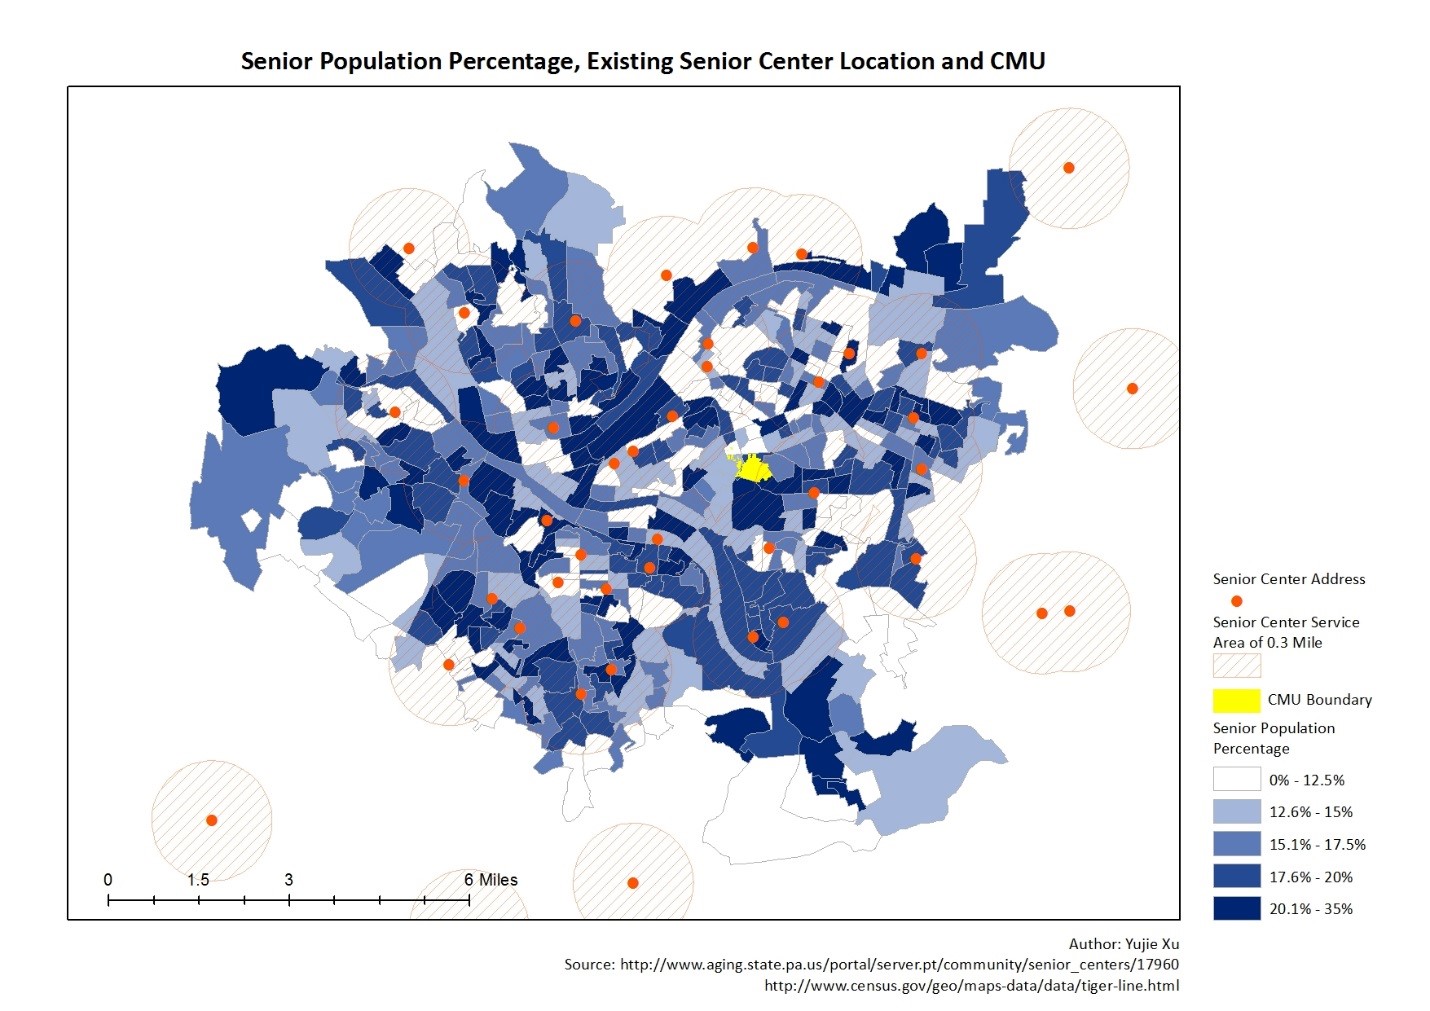 Senior Population Percentage, Existing Senior Center Location and CMU
Senior Center Address
Senior Center Service
Area of 0.3 Mile
CMU Boundary
Senior Population
Percentage
0% - 12.5%
12.6% - 15%
15.1% - 17.5%
17.6% - 20%
20.1% - 35%
0 1.5 3 6 Miles
Author: Yujie Xu
Source: http://www.aging.state.pa.us/portal/server.pt/community/senior_centers/17960
http://www.census.gov/geo/maps-data/data/tiger-line.html